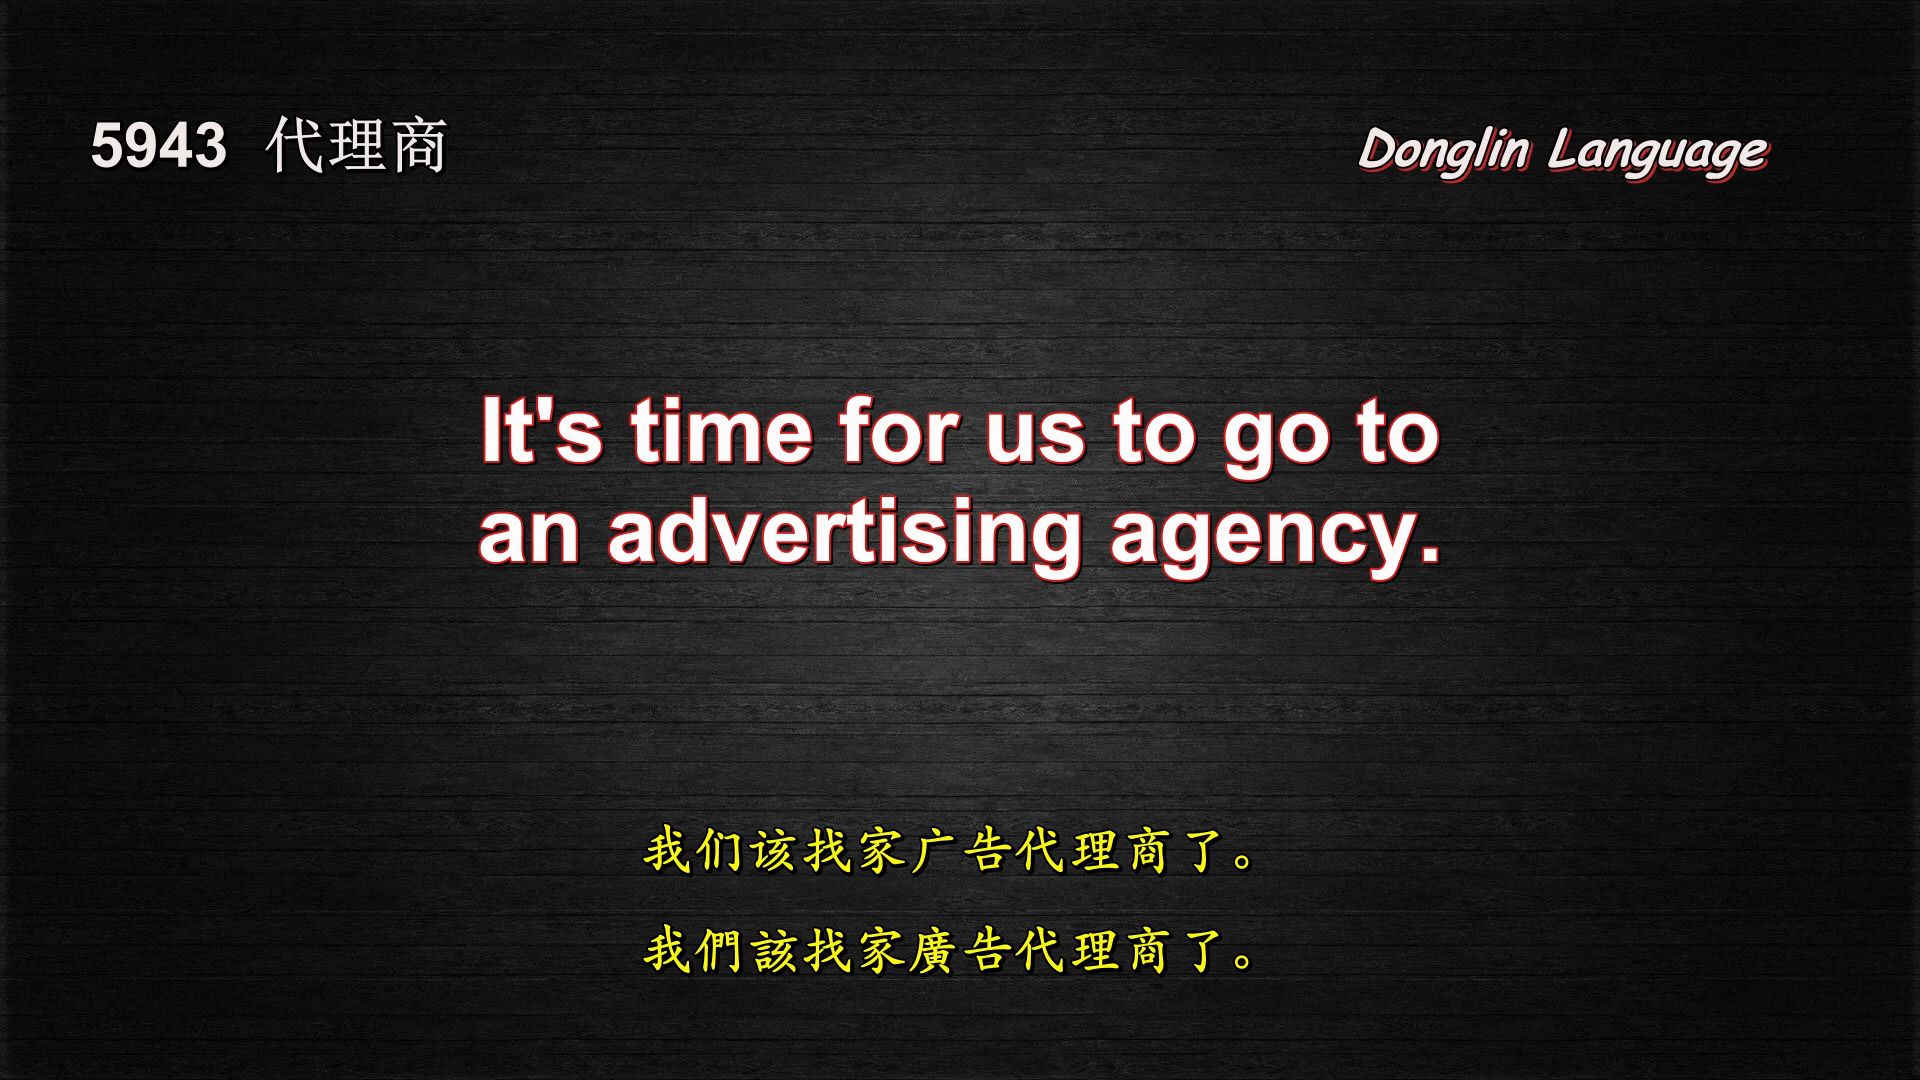 5943 代理商
Donglin Language
It's time for us to go to
an advertising agency.
我们该找家广告代理商了。
我們該找家廣告代理商了。